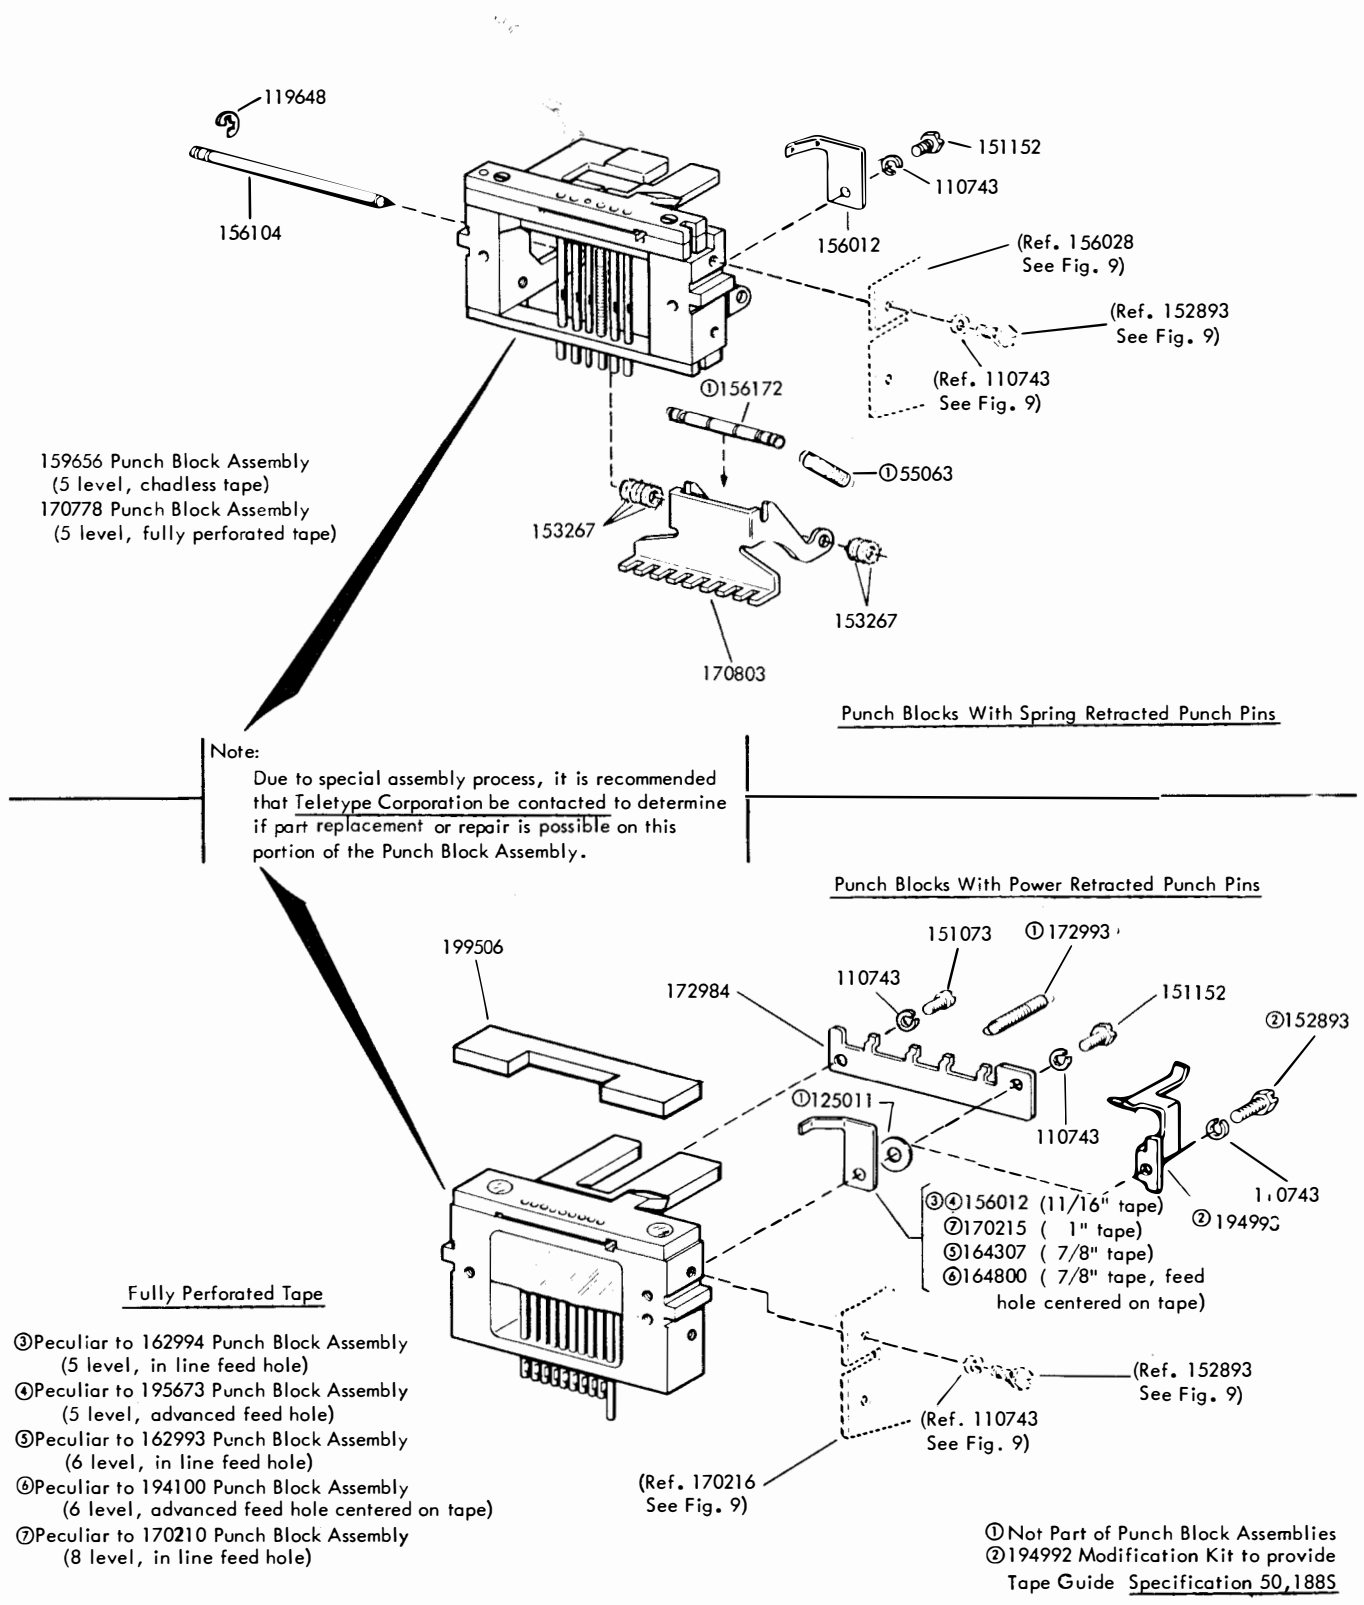 119648
156104
151152
110743
156012
(Ref. 156028
See Fig. 9)
(Ref. 152893
See Fig. 9)
(Ref. 110743
See Fig. 9)
①156172
①55063
153267
153267
170803
159656 Punch Block Assembly
(5 level, chadless tape)
170778 Punch Block Assembly
(5 level, fully perforated tape)
Punch Blocks With Spring Retracted Punch Pins
Note:
Due to special assembly process, it is recommended
that Teletype Corporation be contacted to determine
if part replacement or repair is possible on this
portion of the Punch Block Assembly.
Punch Blocks With Power Retracted Punch Pins
199506
151073
①172993
110743
172984
151152
②152893
①125011
110743
110743
②
③④156012 (11/16" tape)
⑦170215 ( 1" tape)
⑤164307 ( 7/8" tape)
⑥164800 ( 7/8" tape, feed
hole centered on tape)
(Ref. 152893
See Fig. 9)
(Ref. 110743
See Fig. 9)
(Ref. 170216
See Fig. 9)
Fully Perforated Tape
③Peculiar to 162994 Punch Block Assembly
(5 level, in line feed hole)
④Peculiar to 195673 Punch Block Assembly
(5 level, advanced feed hole)
⑤Peculiar to 162993 Punch Block Assembly
(6 level, in line feed hole)
⑥Peculiar to 194100 Punch Block Assembly
(6 level, advanced feed hole centered on tape)
⑦Peculiar to 170210 Punch Block Assembly
(8 level, in line feed hole)
①Not Part of Punch Block Assemblies
②194992 Modification Kit to provide
Tape Guide Specification 50,188S